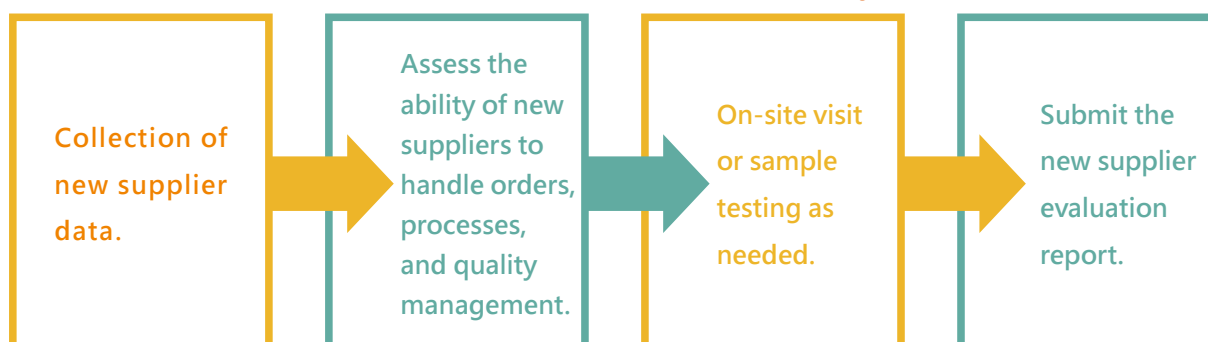 Collection of
new supplier
data.
Assess the
ability of new
suppliers to
handle orders,
processes,
and quality
management.
On-site visit
or sample
testing as
needed.
Submit the
new supplier
evaluation
report.